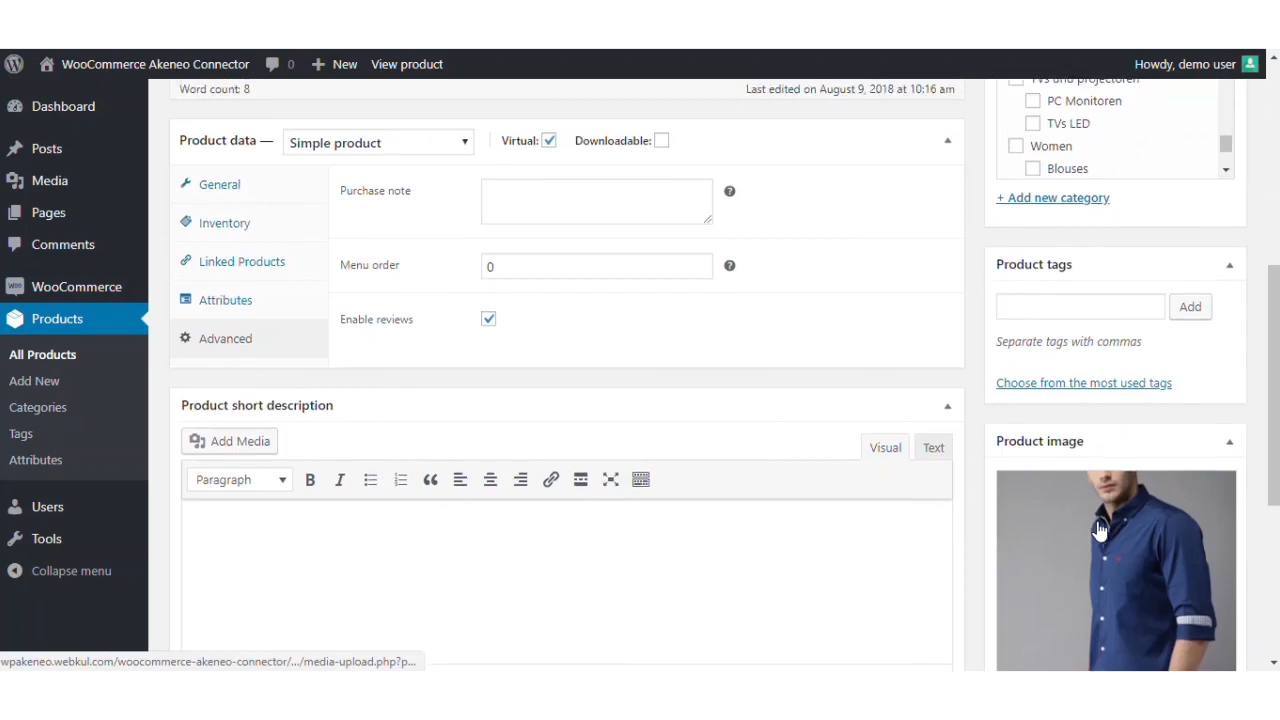 WooCommerce Akeneo Connector 0 New View product Howdy, demo user
Dashboard
Posts
Media
Pages
Comments
WooCommerce
Products
All Products
Add New
Categories
Tags
Attributes
Users
Tools
Collapse menu
Word count: 8 Last edited on August 9, 2018 at 10:16 am
Product data — Simple product Virtual: Downloadable:
General
Inventory
Linked Products
Attributes
Advanced
Purchase note
Menu order 0
Enable reviews
Product short description
Add Media
Visual Text
Paragraph
TVs and projectoren
PC Monitoren
TVs LED
Women
Blouses
+ Add new category
Product tags
Add
Separate tags with commas
Choose from the most used tags
Product image
wpakeneo.webkul.com/woocommerce-akeneo-connector/.../media-upload.php?p...